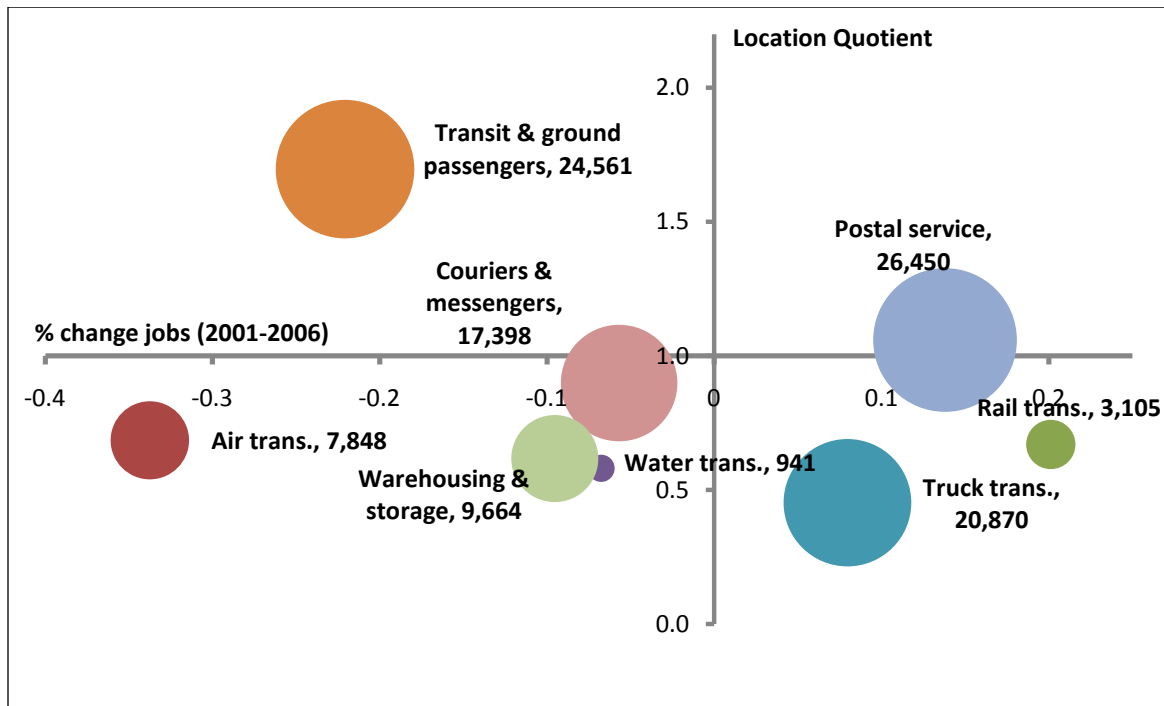 Location Quotient
2.0
Transit & ground
passengers, 24,561
1.5
Postal service,
26,450
Couriers &
messengers,
17,398
% change jobs (2001-2006)
1.0
-0.4
-0.3
-0.2
-0.1
0
0.1
0.2
Rail trans., 3,105
Air trans., 7,848
Water trans., 941
Warehousing &
storage, 9,664
0.5
Truck trans.,
20,870
0.0